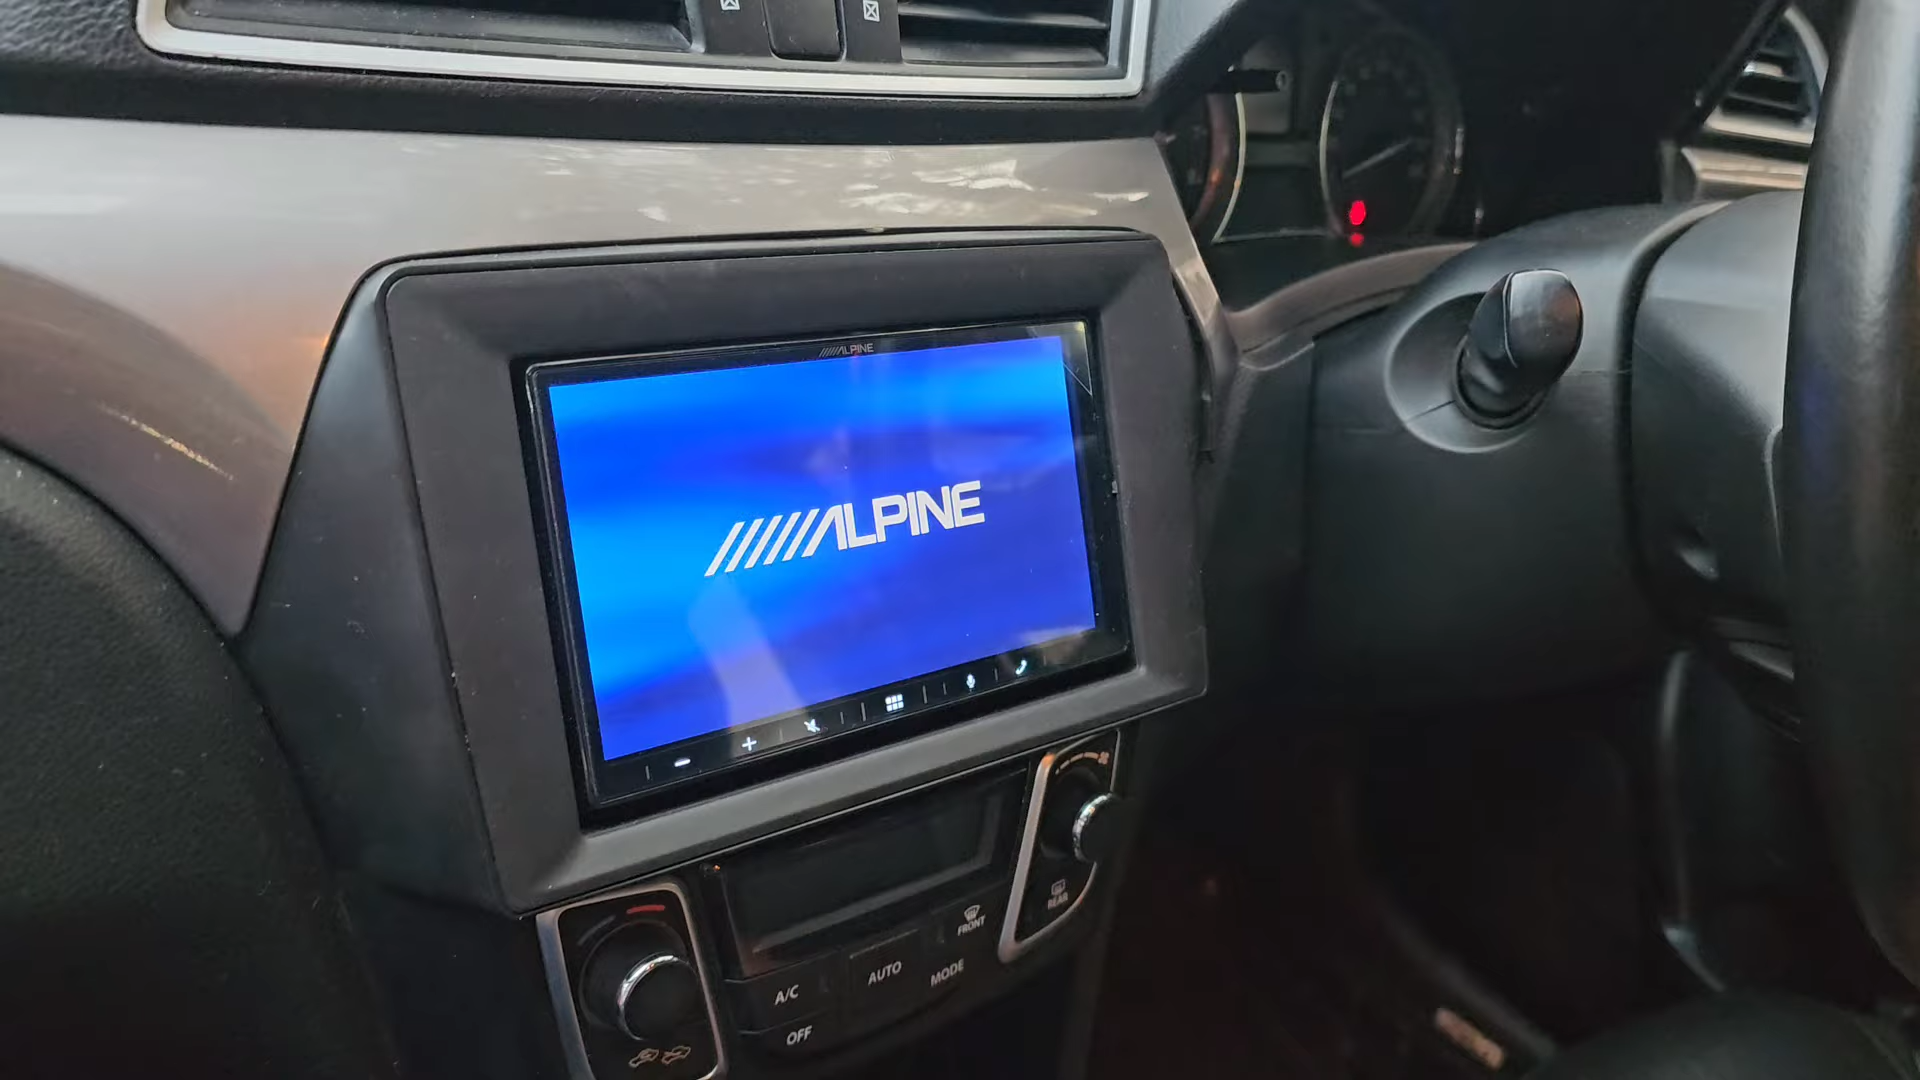 ALPINE
ALPINE
REAR
FRONT
AUTO
MODE
A/C
OFF